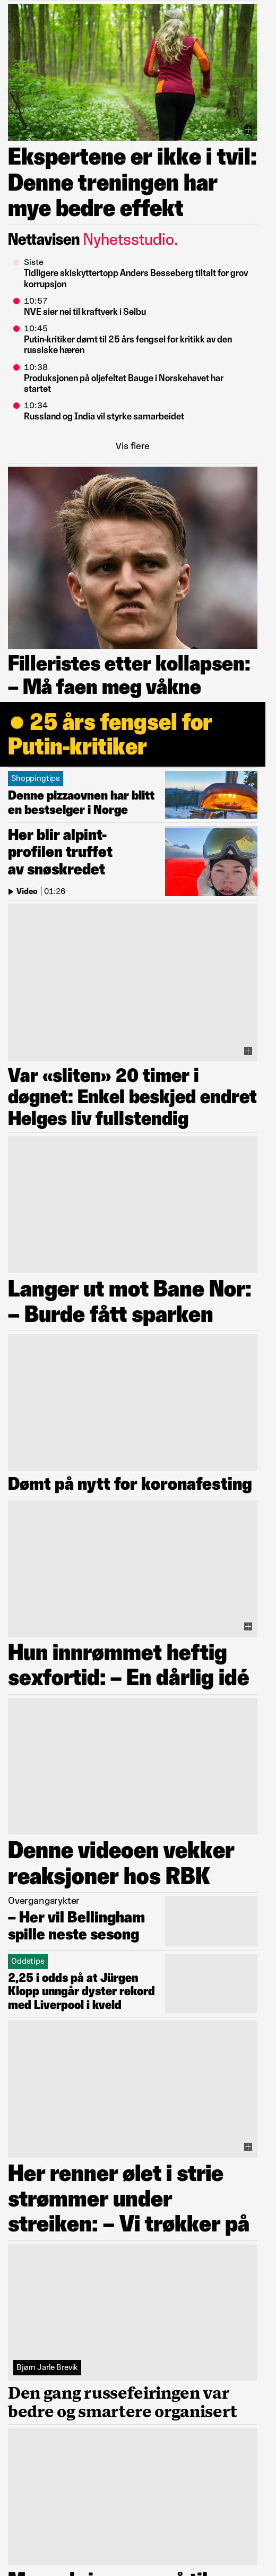 Ekspertene er ikke i tvil:
Denne treningen har
mye bedre effekt
Nettavisen Nyhetsstudio.
Siste
Tidligere skiskyttertopp Anders Besseberg tiltalt for grov
korrupsjon
10:57
NVE sier nei til kraftverk i Selbu
10:45
Putin-kritiker dømt til 25 års fengsel for kritikk av den
russiske hæren
10:38
Produksjonen på oljefeltet Bauge i Norskehavet har
startet
10:34
Russland og India vil styrke samarbeidet
Vis flere
Filleristes etter kollapsen:
– Må faen meg våkne
25 års fengsel for
Putin-kritiker
Shoppingtips
Denne pizzaovnen har blitt
en bestselger i Norge
Her blir alpint-
profilen truffet
av snøskredet
Video | 01:26
Var «sliten» 20 timer i
døgnet: Enkel beskjed endret
Helges liv fullstendig
Langer ut mot Bane Nor:
– Burde fått sparken
Dømt på nytt for koronafesting
Hun innrømmet heftig
sexfortid: – En dårlig idé
Denne videoen vekker
reaksjoner hos RBK
Overgangsrykter
– Her vil Bellingham
spille neste sesong
Oddstips
2,25 i odds på at Jürgen
Klopp unngår dyster rekord
med Liverpool i kveld
Her renner ølet i strie
strømmer under
streiken: – Vi trøkker på
Bjørn Jarle Brevik
Den gang russefeiringen var
bedre og smartere organisert